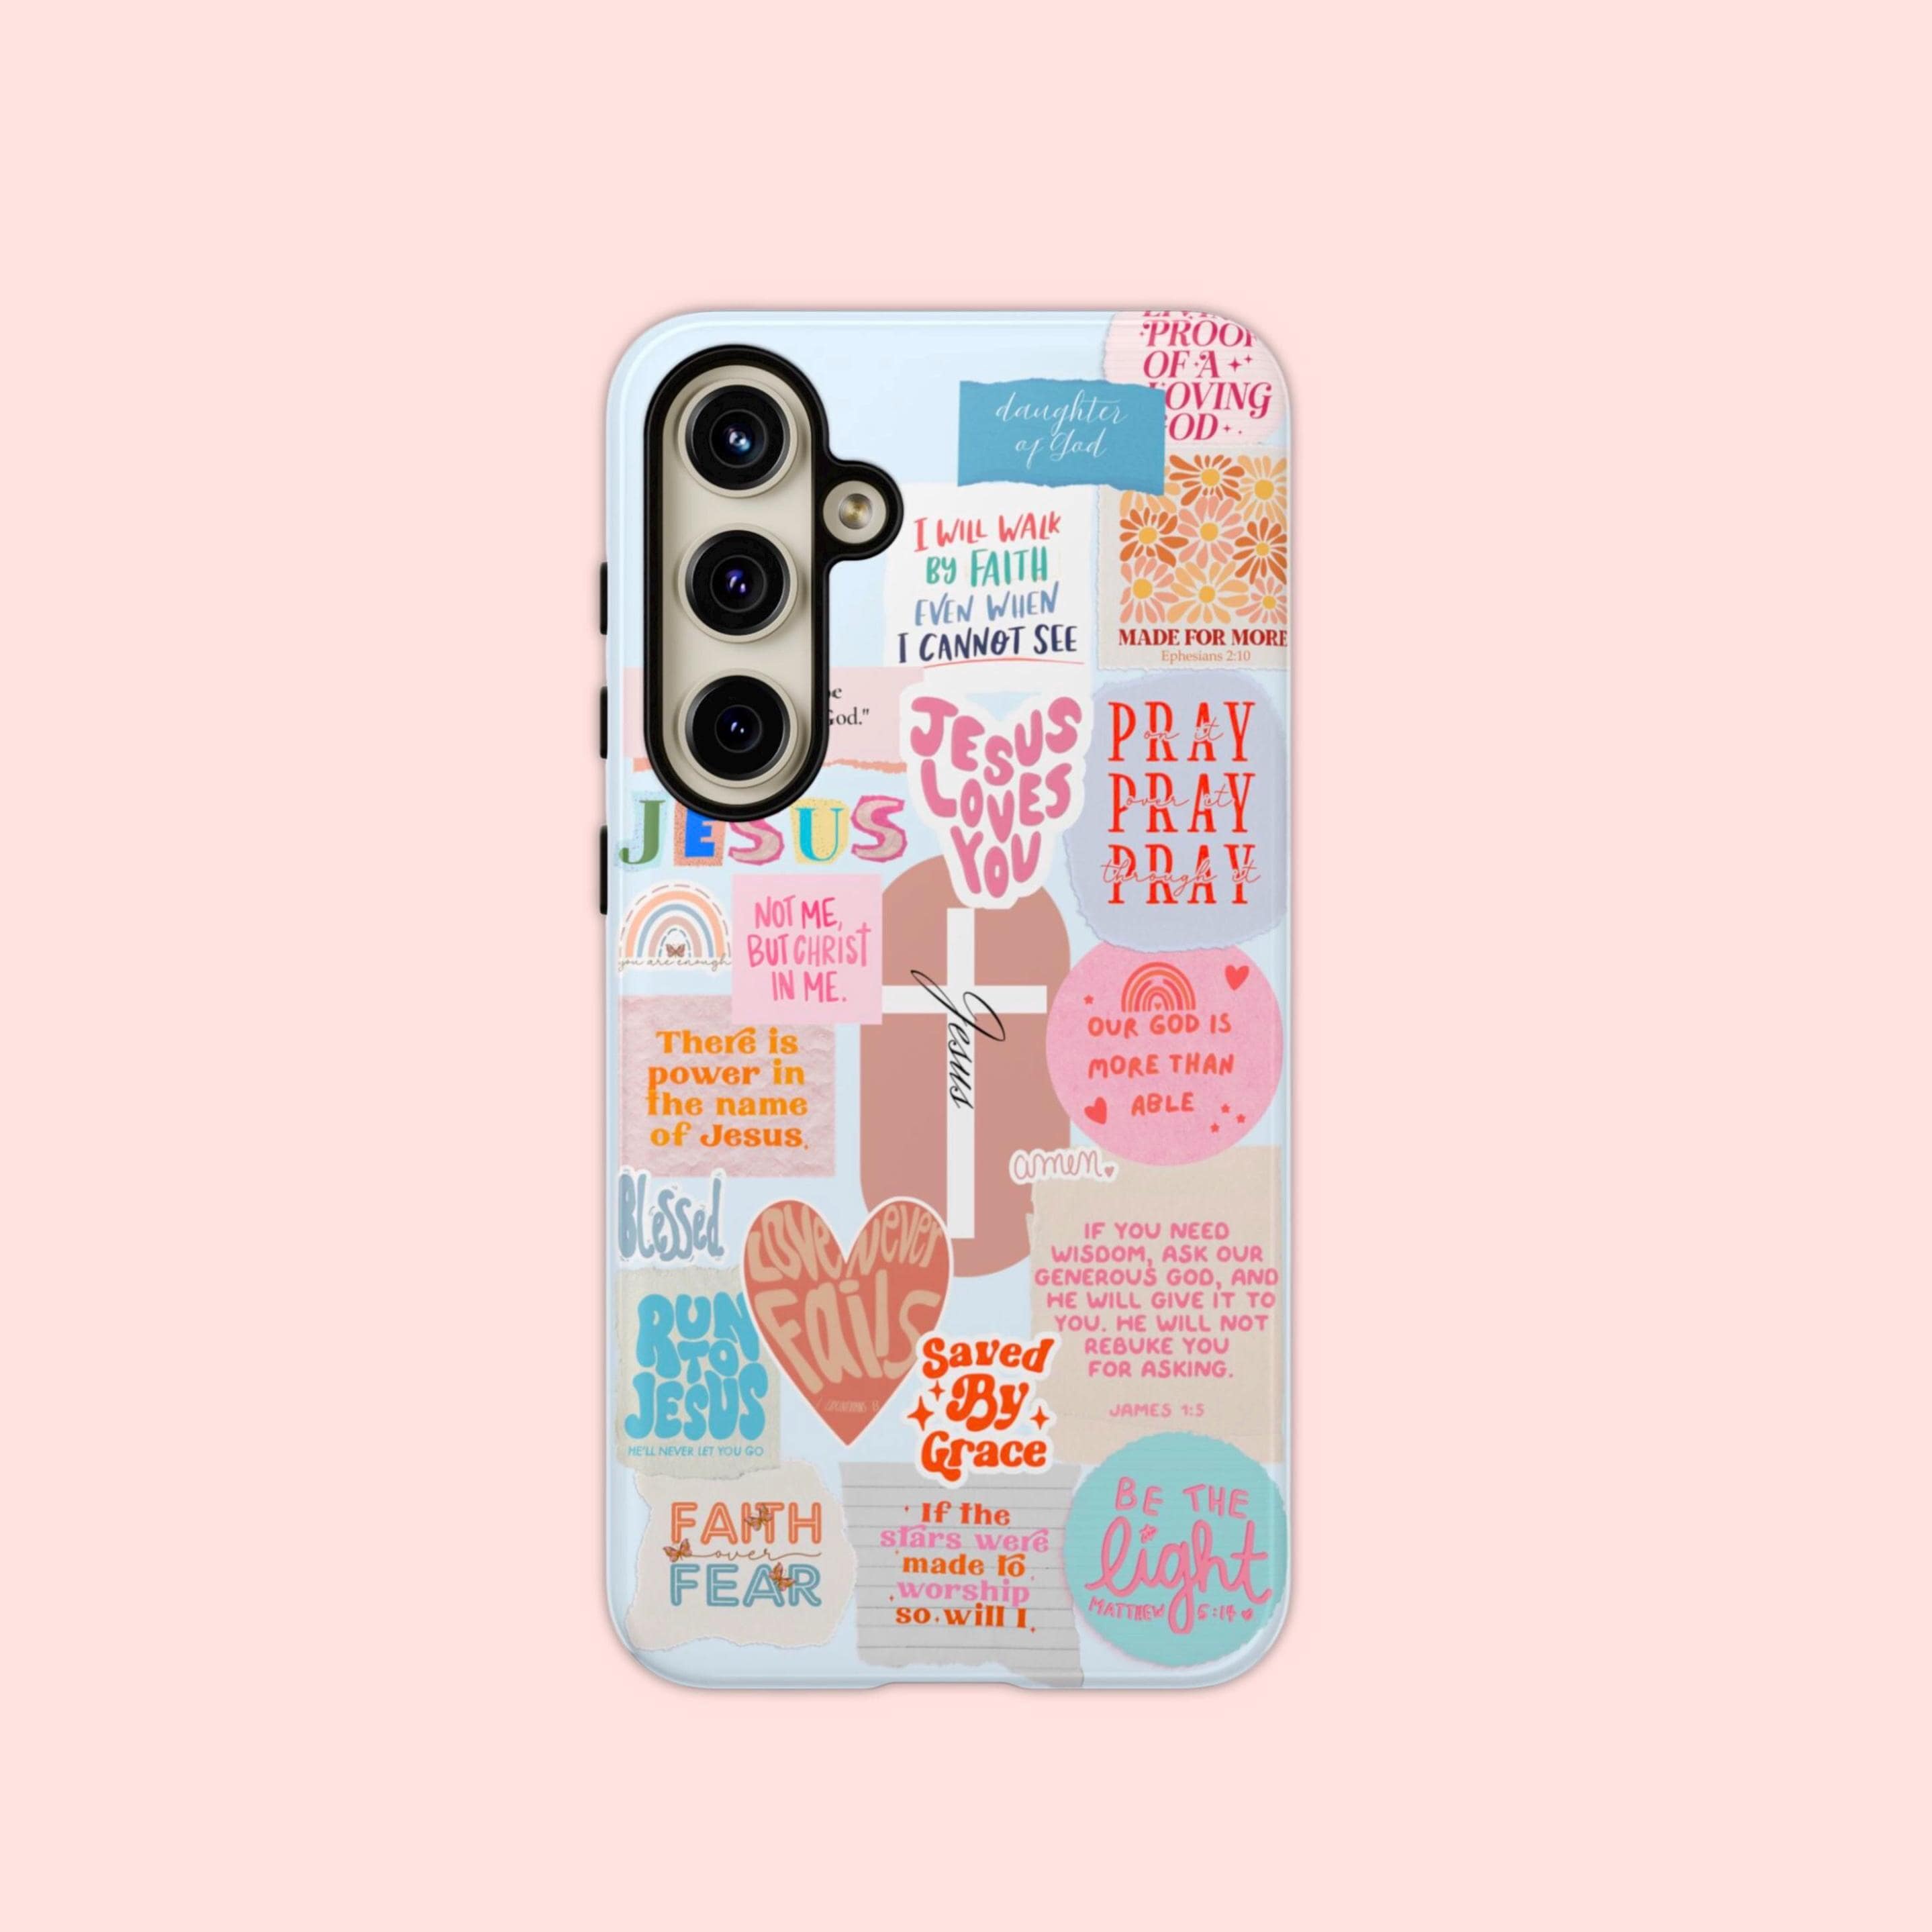 PROOF
OF A
LOVING
GOD
daughter
of God
I WILL WALK
BY FAITH
EVEN WHEN
I CANNOT SEE
MADE FOR MORE
Ephesians 2:10
God."
JESUS
LOVES
YOU
PRAY
on it
PRAY
over it
PRAY
through it
JESUS
you are enough
NOT ME,
BUT CHRIST
IN ME.
Jesus
OUR GOD IS
MORE THAN
ABLE
There is
power in
the name
of Jesus.
amen.
Blessed
LOVE NEVER
FAILS
IF YOU NEED
WISDOM, ASK OUR
GENEROUS GOD, AND
HE WILL GIVE IT TO
YOU. HE WILL NOT
REBUKE YOU
FOR ASKING.
JAMES 1:5
RUN
TO
JESUS
HE'LL NEVER LET YOU GO
Saved
By
Grace
FAITH
over
FEAR
If the
stars were
made to
worship
so will I
BE THE
light
MATTHEW 5:14